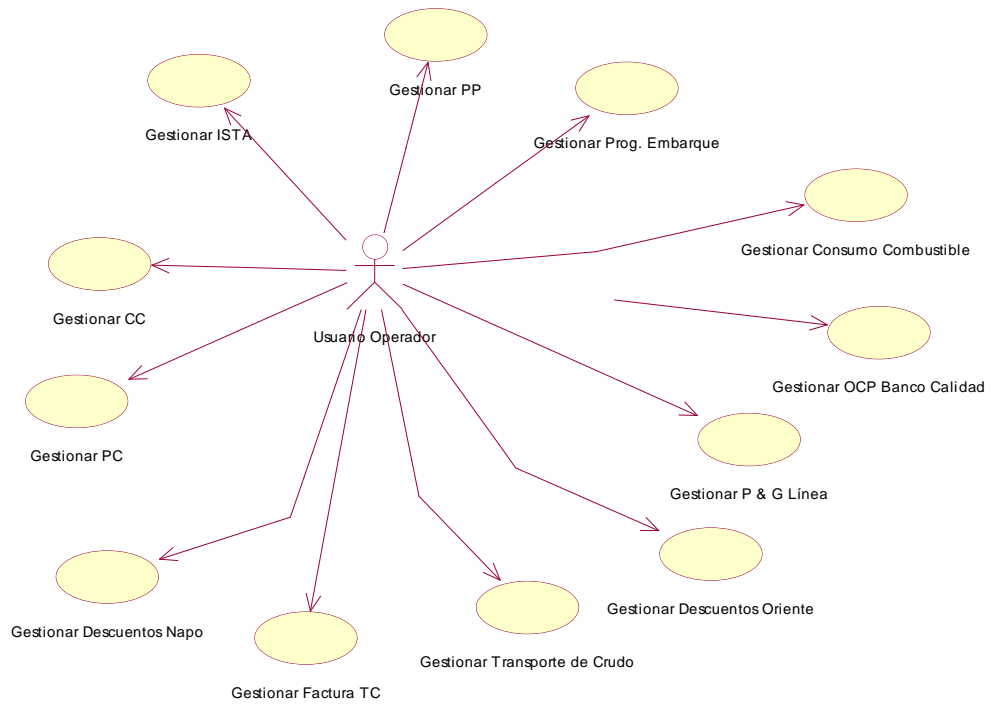 Gestionar PP
Gestionar ISTA
Gestionar Prog. Embarque
Gestionar Consumo Combustible
Gestionar CC
Usuario Operador
Gestionar OCP Banco Calidad
Gestionar PC
Gestionar P & G Línea
Gestionar Descuentos Oriente
Gestionar Descuentos Napo
Gestionar Transporte de Crudo
Gestionar Factura TC